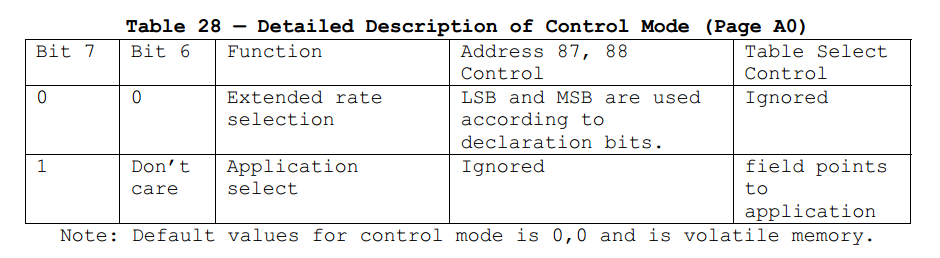 Table 28 — Detailed Description of Control Mode (Page A0)
Bit 7 Bit 6 Function Address 87, 88 Control Table Select Control
0 0 Extended rate selection LSB and MSB are used according to declaration bits. Ignored
1 Don’t care Application select Ignored field points to application
Note: Default values for control mode is 0,0 and is volatile memory.